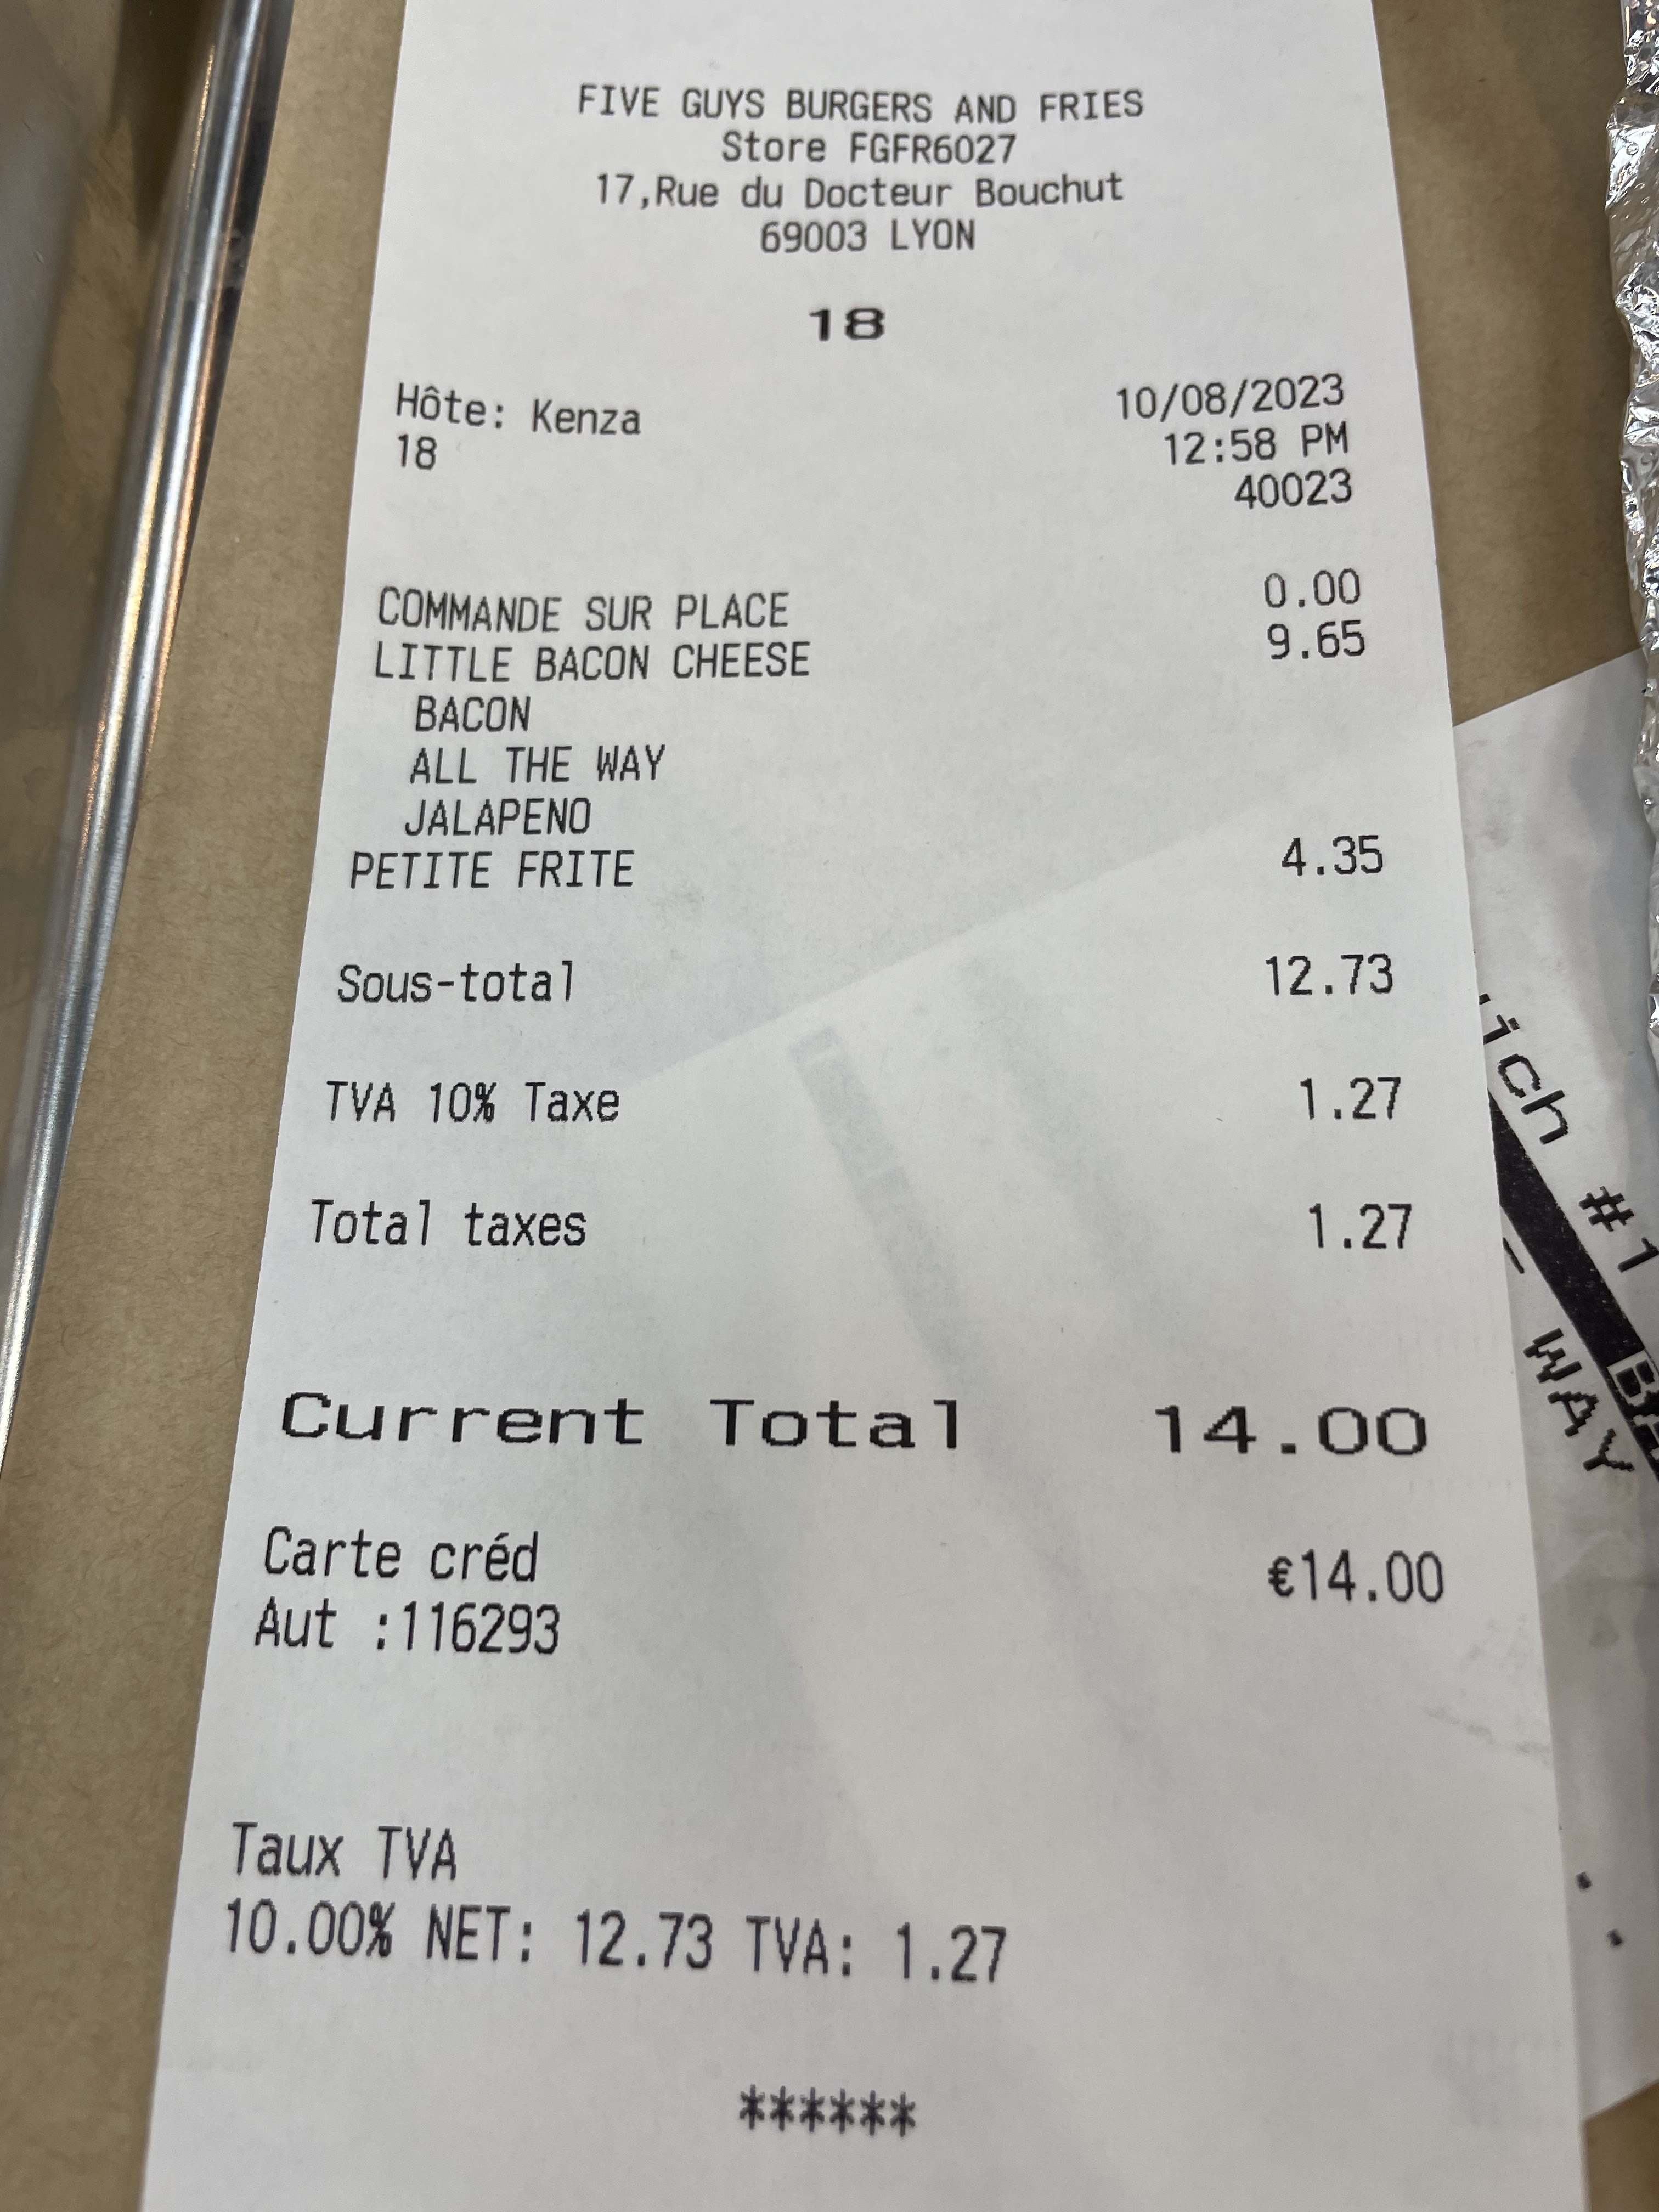 FIVE GUYS BURGERS AND FRIES
Store FGFR6027
17,Rue du Docteur Bouchut
69003 LYON
18
Hôte: Kenza 10/08/2023
18 12:58 PM
40023
COMMANDE SUR PLACE 0.00
LITTLE BACON CHEESE 9.65
BACON
ALL THE WAY
JALAPENO
PETITE FRITE 4.35
Sous-total 12.73
TVA 10% Taxe 1.27
Total taxes 1.27
Current Total 14.00
Carte créd €14.00
Aut :116293
Taux TVA
10.00% NET: 12.73 TVA: 1.27
******
#1
WAY